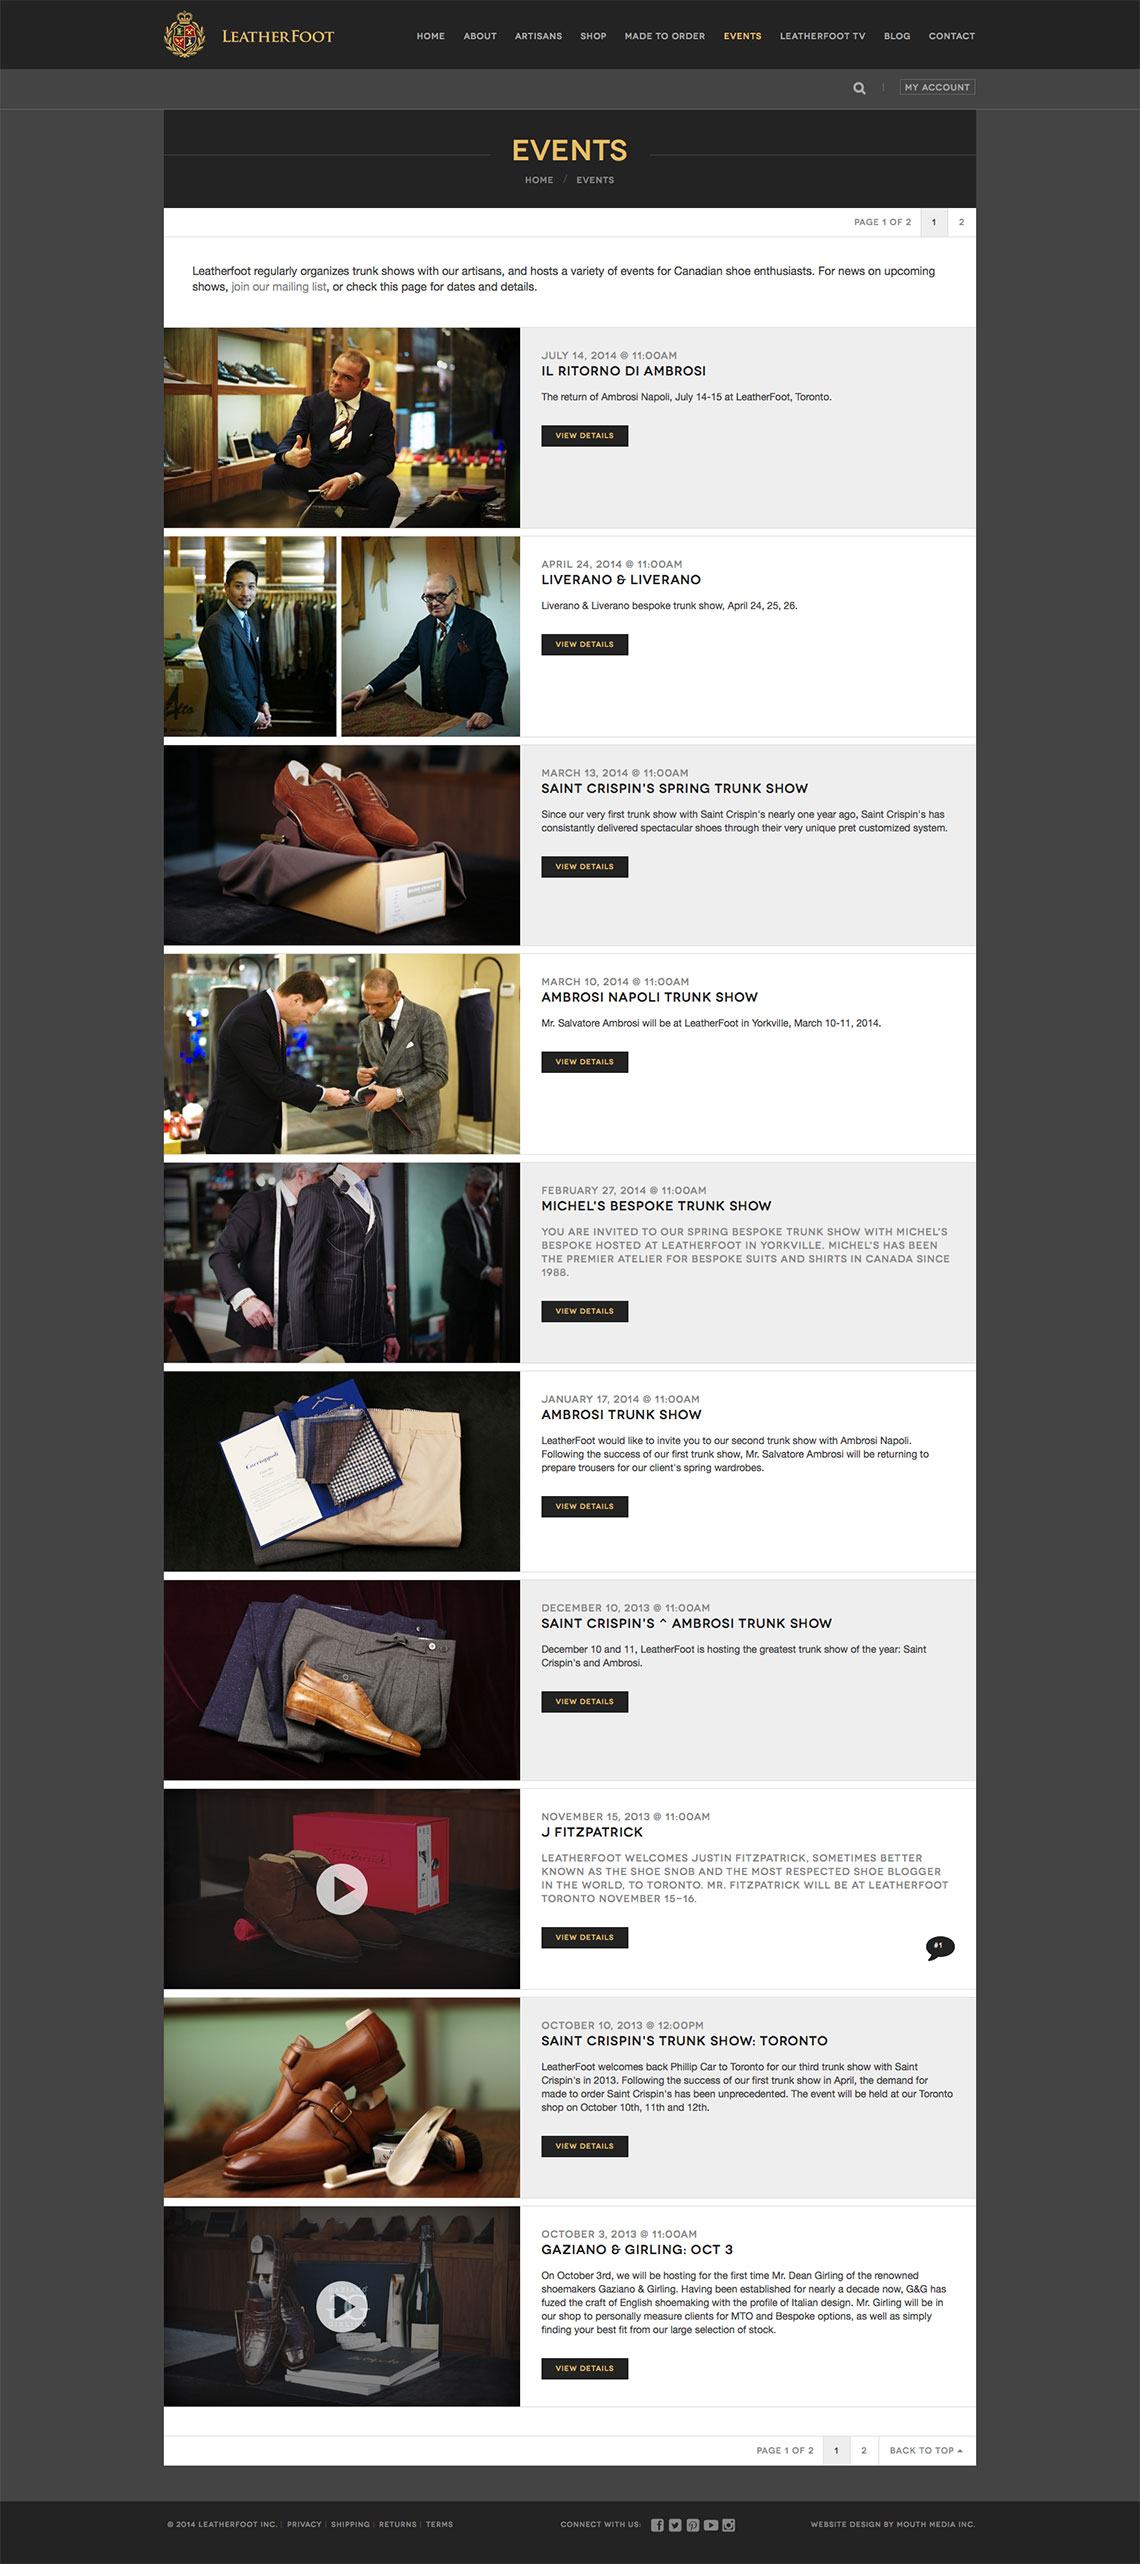 LEATHERFOOT
HOME ABOUT ARTISANS SHOP MADE TO ORDER EVENTS LEATHERFOOT TV BLOG CONTACT
MY ACCOUNT
EVENTS
HOME / EVENTS
PAGE 1 OF 2 1 2
Leatherfoot regularly organizes trunk shows with our artisans, and hosts a variety of events for Canadian shoe enthusiasts. For news on upcoming
shows, join our mailing list, or check this page for dates and details.
JULY 14, 2014 @ 11:00AM
IL RITORNO DI AMBROSI
The return of Ambrosi Napoli, July 14-15 at LeatherFoot, Toronto.
VIEW DETAILS
APRIL 24, 2014 @ 11:00AM
LIVERANO & LIVERANO
Liverano & Liverano bespoke trunk show, April 24, 25, 26.
VIEW DETAILS
MARCH 13, 2014 @ 11:00AM
SAINT CRISPIN'S SPRING TRUNK SHOW
Since our very first trunk show with Saint Crispin's nearly one year ago, Saint Crispin's has
consistantly delivered spectacular shoes through their very unique pret customized system.
VIEW DETAILS
MARCH 10, 2014 @ 11:00AM
AMBROSI NAPOLI TRUNK SHOW
Mr. Salvatore Ambrosi will be at LeatherFoot in Yorkville, March 10-11, 2014.
VIEW DETAILS
FEBRUARY 27, 2014 @ 11:00AM
MICHEL'S BESPOKE TRUNK SHOW
YOU ARE INVITED TO OUR SPRING BESPOKE TRUNK SHOW WITH MICHEL'S
BESPOKE HOSTED AT LEATHERFOOT IN YORKVILLE. MICHEL'S HAS BEEN
THE PREMIER ATELIER FOR BESPOKE SUITS AND SHIRTS IN CANADA SINCE
1988.
VIEW DETAILS
JANUARY 17, 2014 @ 11:00AM
AMBROSI TRUNK SHOW
LeatherFoot would like to invite you to our second trunk show with Ambrosi Napoli.
Following the success of our first trunk show, Mr. Salvatore Ambrosi will be returning to
prepare trousers for our client's spring wardrobes.
VIEW DETAILS
DECEMBER 10, 2013 @ 11:00AM
SAINT CRISPIN'S ^ AMBROSI TRUNK SHOW
December 10 and 11, LeatherFoot is hosting the greatest trunk show of the year: Saint
Crispin's and Ambrosi.
VIEW DETAILS
NOVEMBER 15, 2013 @ 11:00AM
J FITZPATRICK
LEATHERFOOT WELCOMES JUSTIN FITZPATRICK, SOMETIMES BETTER
KNOWN AS THE SHOE SNOB AND THE MOST RESPECTED SHOE BLOGGER
IN THE WORLD, TO TORONTO. MR. FITZPATRICK WILL BE AT LEATHERFOOT
TORONTO NOVEMBER 15–16.
VIEW DETAILS
#1
OCTOBER 10, 2013 @ 12:00PM
SAINT CRISPIN'S TRUNK SHOW: TORONTO
LeatherFoot welcomes back Phillip Car to Toronto for our third trunk show with Saint
Crispin's in 2013. Following the success of our first trunk show in April, the demand for
made to order Saint Crispin's has been unprecedented. The event will be held at our Toronto
shop on October 10th, 11th and 12th.
VIEW DETAILS
OCTOBER 3, 2013 @ 11:00AM
GAZIANO & GIRLING: OCT 3
On October 3rd, we will be hosting for the first time Mr. Dean Girling of the renowned
shoemakers Gaziano & Girling. Having been established for nearly a decade now, G&G has
fuzed the craft of English shoemaking with the profile of Italian design. Mr. Girling will be in
our shop to personally measure clients for MTO and Bespoke options, as well as simply
finding your best fit from our large selection of stock.
VIEW DETAILS
PAGE 1 OF 2 1 2 BACK TO TOP
© 2014 LEATHERFOOT INC. | PRIVACY | SHIPPING | RETURNS | TERMS
CONNECT WITH US:
WEBSITE DESIGN BY MOUTH MEDIA INC.